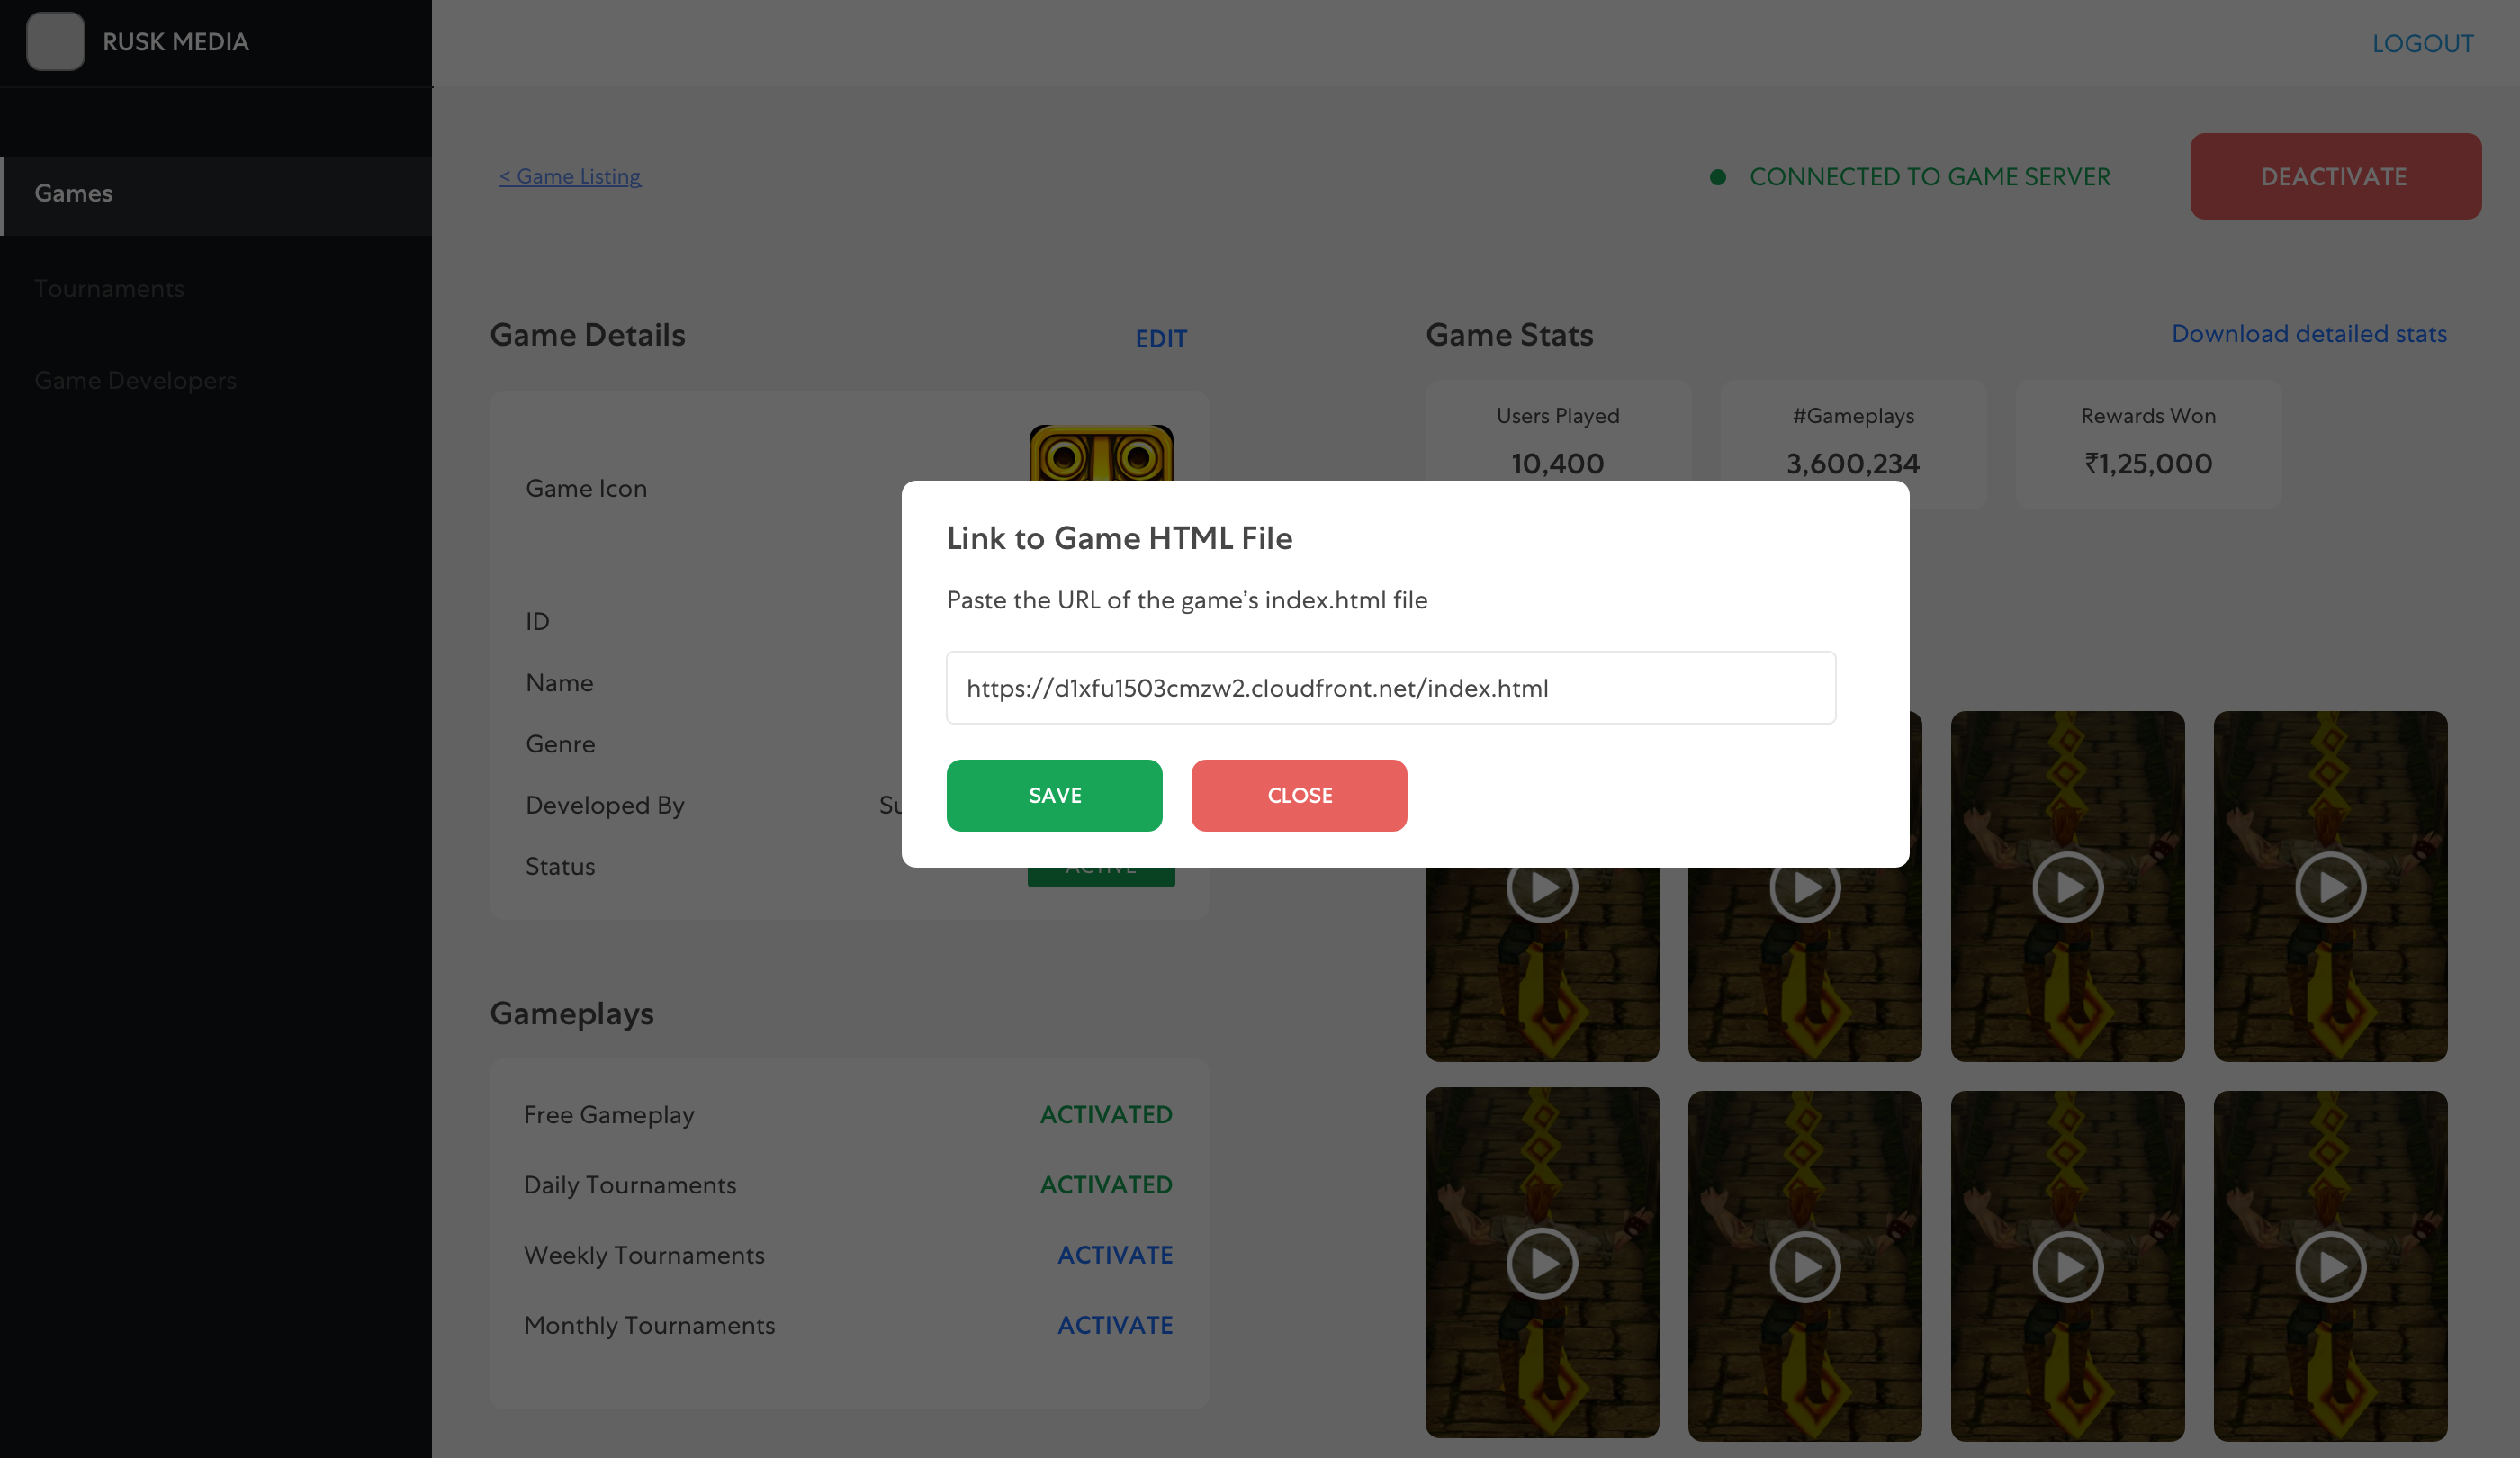 RUSK MEDIA
LOGOUT
Games
Tournaments
Game Developers
< Game Listing
CONNECTED TO GAME SERVER
DEACTIVATE
Game Details
EDIT
Game Icon
ID
Name
Genre
Developed By
Su
Status
ACTIVE
Gameplays
Free Gameplay
ACTIVATED
Daily Tournaments
ACTIVATED
Weekly Tournaments
ACTIVATE
Monthly Tournaments
ACTIVATE
Game Stats
Download detailed stats
Users Played
10,400
#Gameplays
3,600,234
Rewards Won
₹1,25,000
Link to Game HTML File
Paste the URL of the game’s index.html file
https://d1xfu1503cmzw2.cloudfront.net/index.html
SAVE
CLOSE